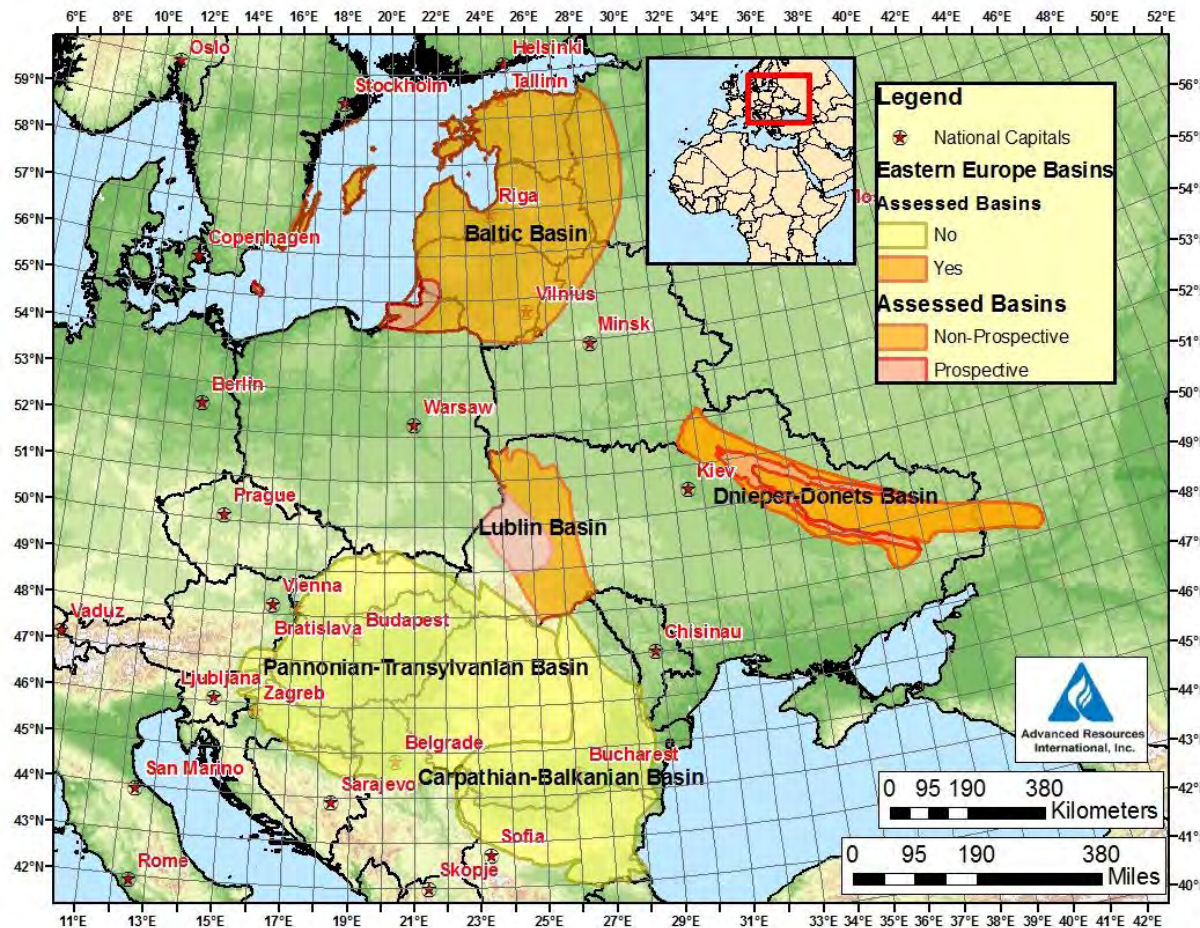 6°E 8°E 10°E 12°E 14°E 16°E 18°E 20°E 22°E 24°E 26°E 28°E 30°E 32°E 34°E 36°E 38°E 40°E 42°E 44°E 46°E 48°E 50°E 52°E
59°N
58°N
57°N
56°N
55°N
54°N
53°N
52°N
51°N
50°N
49°N
48°N
47°N
46°N
45°N
44°N
43°N
42°N
Oslo
Helsinki
Tallinn
Stockholm
Riga
Baltic Basin
Copenhagen
Vilnius
Minsk
Berlin
Warsaw
Kiev
Dnieper-Donets Basin
Prague
Lublin Basin
Vienna
Vaduz
Budapest
Bratislava
Chisinau
Pannonian-Transylvanian Basin
Ljubljana
Zagreb
Belgrade
Bucharest
San Marino
Sarajevo
Carpathian-Balkanian Basin
Sofia
Rome
Skopje
Legend
National Capitals
Eastern Europe Basins
Assessed Basins
No
Yes
Assessed Basins
Non-Prospective
Prospective
56°
55°N
54°N
53°N
52°N
51°N
50°N
49°N
48°N
47°N
46°N
45°N
44°
43°
42°
41°
40°
Advanced Resources
International, Inc.
0 95 190 380
Kilometers
0 95 190 380
Miles
11°E 13°E 15°E 17°E 19°E 21°E 23°E 25°E 27°E 29°E 31°E 33°E 34°E 35°E 36°E 37°E 38°E 39°E 40°E 41°E 42°E